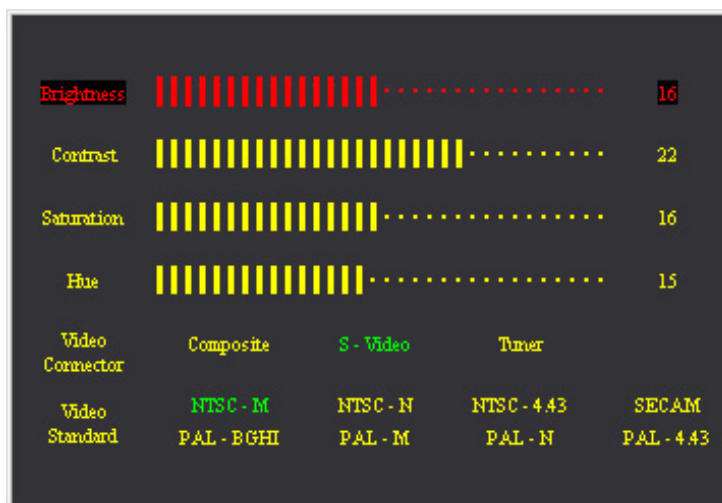 Brightness 16
Contrast 22
Saturation 16
Hue 15
Video Connector Composite S - Video Tuner
Video Standard NTSC - M NTSC - N NTSC - 4.43 SECAM
PAL - BGHI PAL - M PAL - N PAL - 4.43